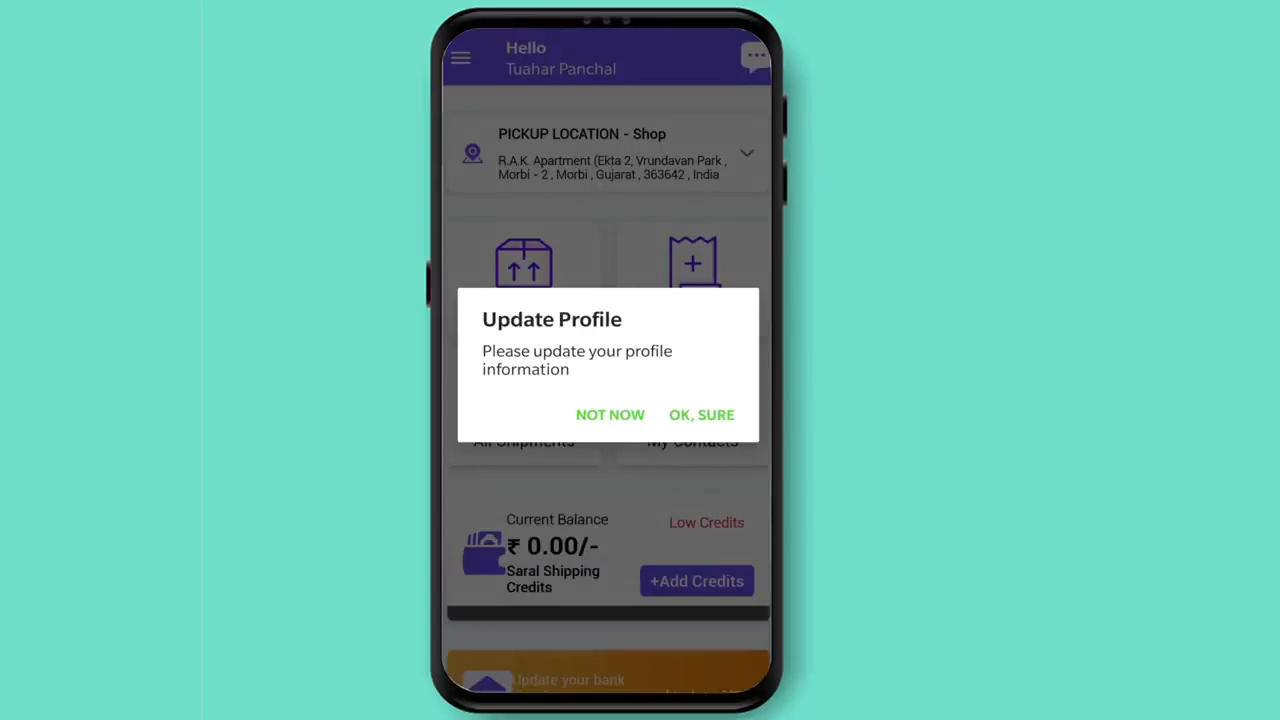 Hello
Tuahar Panchal
PICKUP LOCATION - Shop
R.A.K. Apartment (Ekta 2, Vrundavan Park ,
Morbi - 2 , Morbi , Gujarat , 363642 , India
Update Profile
Please update your profile
information
NOT NOW OK, SURE
All Shipments My Contacts
Current Balance
Low Credits
₹ 0.00/-
Saral Shipping
Credits
+Add Credits
Update your bank